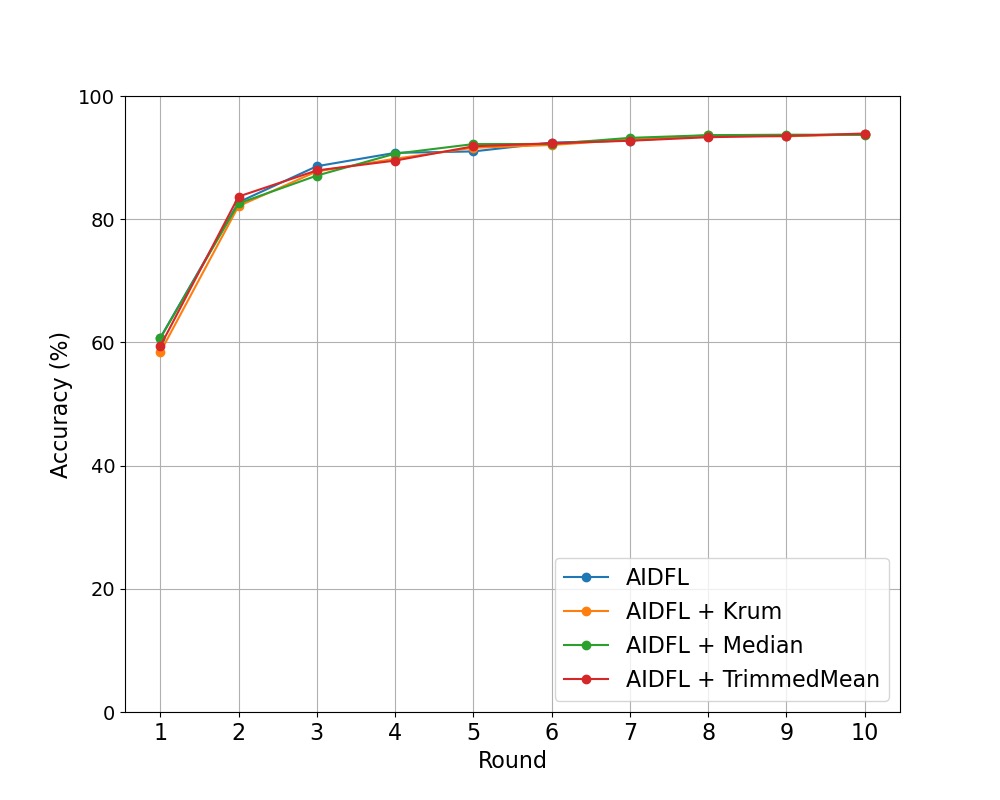 100
80
60
40
20
0
Accuracy (%)
AIDFL
AIDFL + Krum
AIDFL + Median
AIDFL + TrimmedMean
1 2 3 4 5 6 7 8 9 10
Round